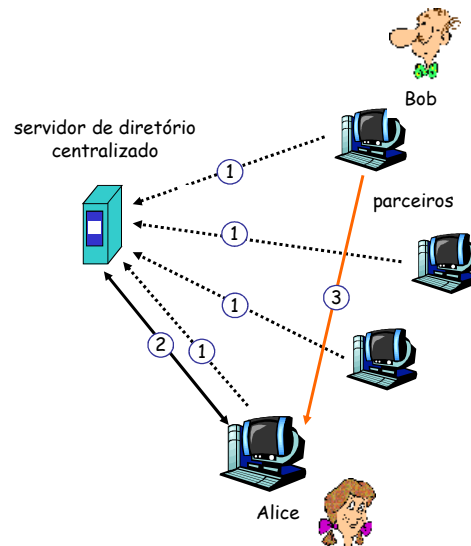 Bob
servidor de diretório
centralizado
1
parceiros
1
1
3
2
1
Alice